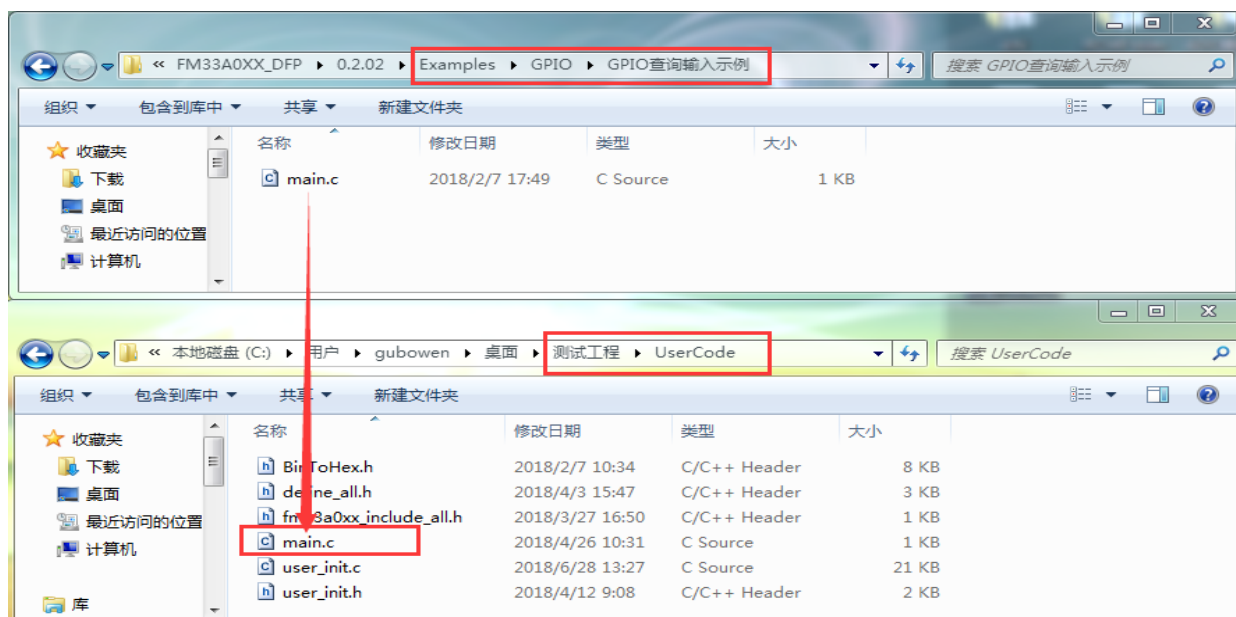 « FM33A0XX_DFP ▸ 0.2.02 ▸ Examples ▸ GPIO ▸ GPIO查询输入示例 搜索 GPIO查询输入示例
组织 包含到库中 共享 新建文件夹
名称 修改日期 类型 大小
收藏夹
main.c 2018/2/7 17:49 C Source 1 KB
下载
桌面
最近访问的位置
计算机
« 本地磁盘 (C:) ▸ 用户 ▸ gubowen ▸ 桌面 ▸ 测试工程 ▸ UserCode 搜索 UserCode
组织 包含到库中 共享 新建文件夹
名称 修改日期 类型 大小
收藏夹
BinToHex.h 2018/2/7 10:34 C/C++ Header 8 KB
下载
define_all.h 2018/4/3 15:47 C/C++ Header 3 KB
桌面
fm33a0xx_include_all.h 2018/3/27 16:50 C/C++ Header 1 KB
最近访问的位置
main.c 2018/4/26 10:31 C Source 1 KB
计算机
user_init.c 2018/6/28 13:27 C Source 21 KB
user_init.h 2018/4/12 9:08 C/C++ Header 2 KB
库